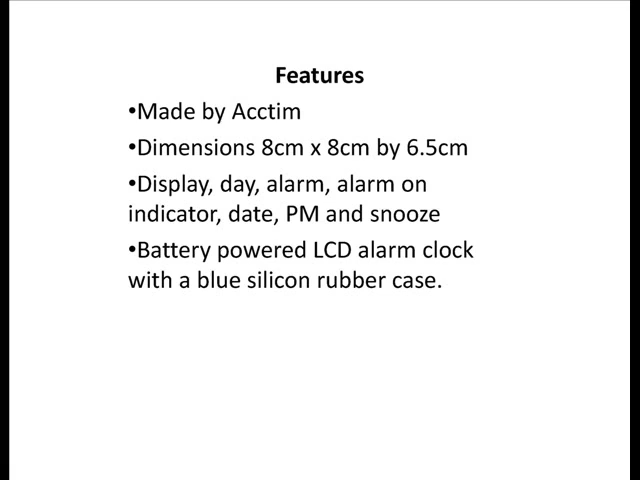 Features
•Made by Acctim
•Dimensions 8cm x 8cm by 6.5cm
•Display, day, alarm, alarm on
indicator, date, PM and snooze
•Battery powered LCD alarm clock
with a blue silicon rubber case.